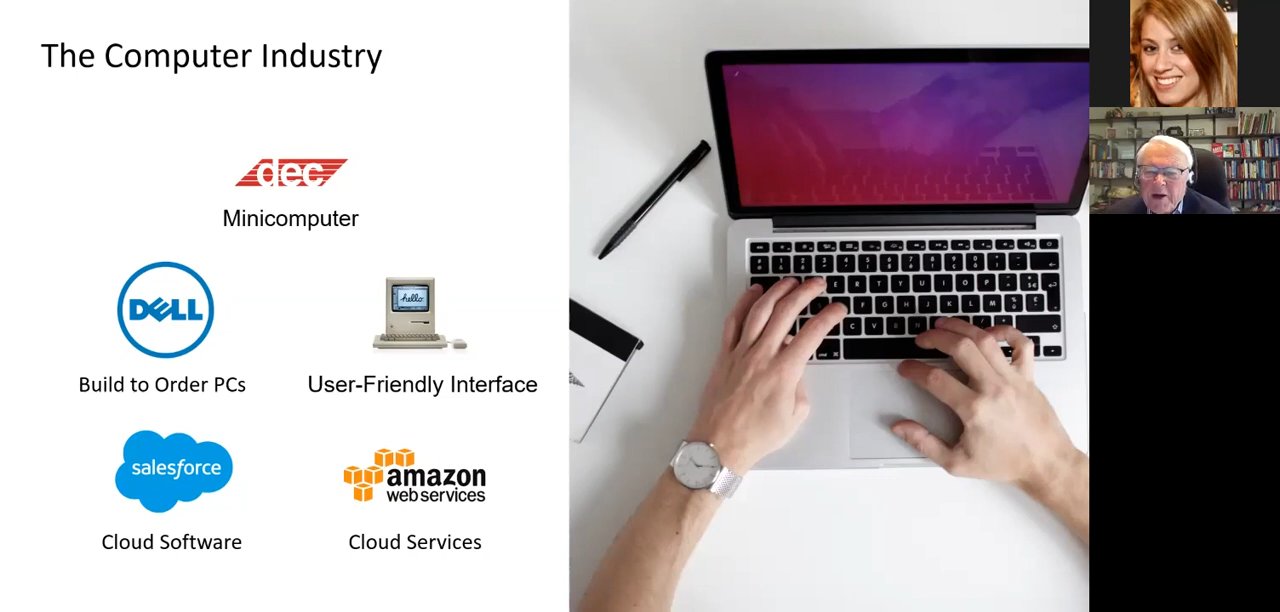 The Computer Industry
dec
Minicomputer
DELL
hello
Build to Order PCs
User-Friendly Interface
salesforce
amazon
web services
Cloud Software
Cloud Services